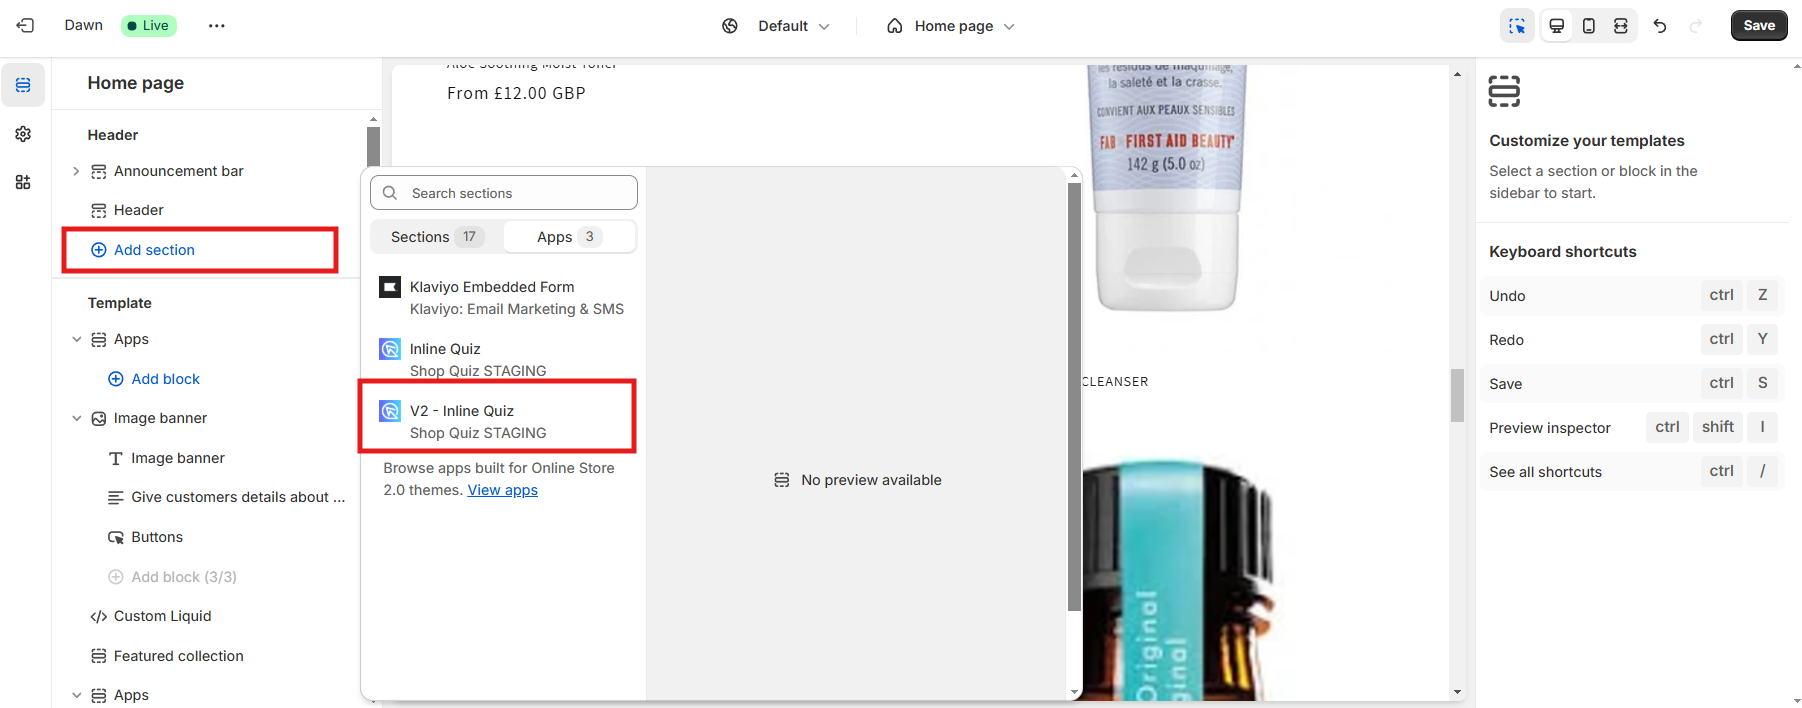 Dawn
Live
Default
Home page
Save
Home page
Header
Announcement bar
Header
Add section
Template
Apps
Add block
Image banner
Image banner
Give customers details about ...
Buttons
Add block (3/3)
Custom Liquid
Featured collection
Apps
Search sections
Sections 17
Apps 3
Klaviyo Embedded Form
Klaviyo: Email Marketing & SMS
Inline Quiz
Shop Quiz STAGING
V2 - Inline Quiz
Shop Quiz STAGING
Browse apps built for Online Store
2.0 themes. View apps
No preview available
Aloe Soothing Moist Toner
From £12.00 GBP
les résidus de maquillage,
la saleté et la crasse.
CONVIENT AUX PEAUX SENSIBLES
FAB FIRST AID BEAUTY
142 g (5.0 oz)
CLEANSER
Original
ginal
Customize your templates
Select a section or block in the
sidebar to start.
Keyboard shortcuts
Undo ctrl Z
Redo ctrl Y
Save ctrl S
Preview inspector ctrl shift I
See all shortcuts ctrl /